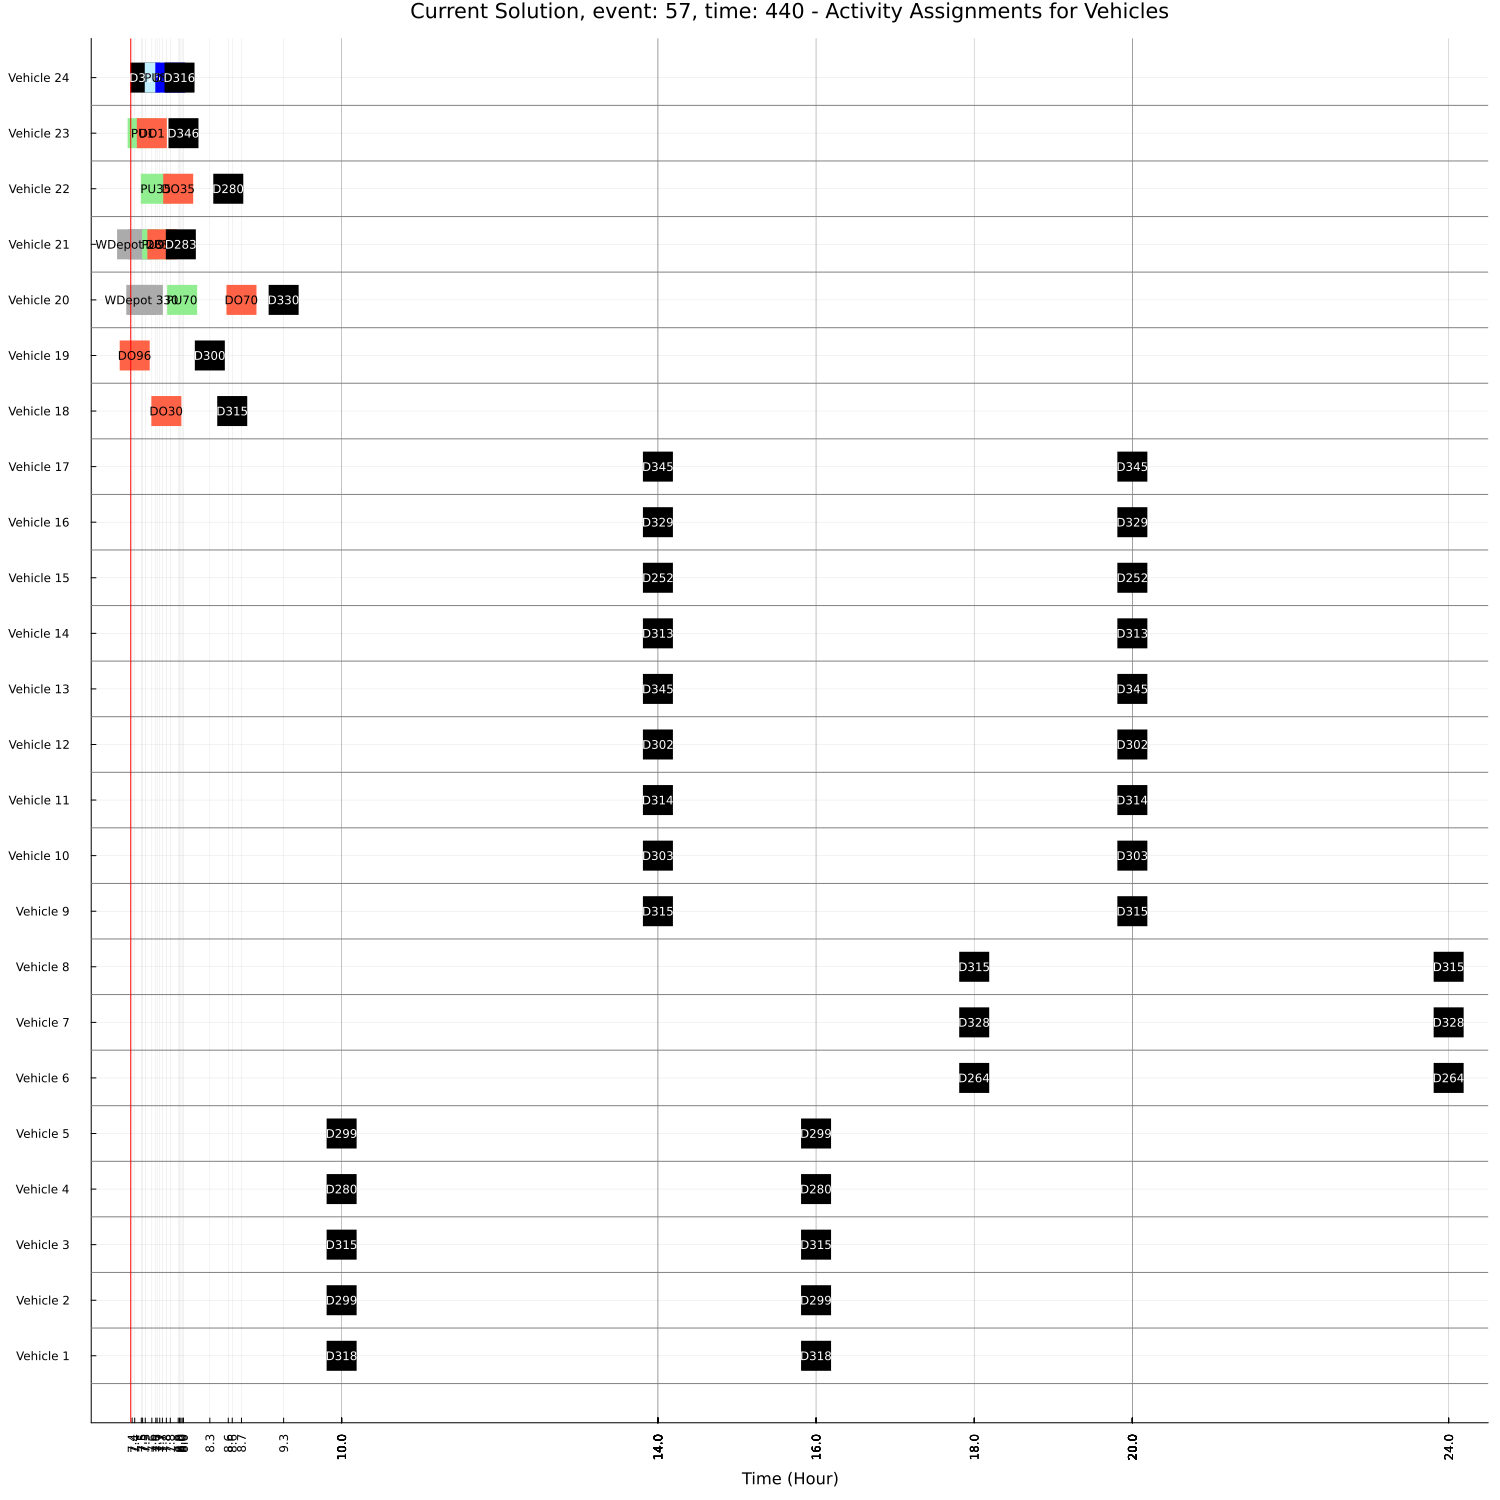 Current Solution, event: 57, time: 440 - Activity Assignments for Vehicles
Vehicle 24 D316
Vehicle 23 D346
Vehicle 22 PU35 DO35 D280
Vehicle 21 WDepot D283
Vehicle 20 WDepot 330 PU70 DO70 D330
Vehicle 19 DO96 D300
Vehicle 18 DO30 D315
Vehicle 17 D345 D345
Vehicle 16 D329 D329
Vehicle 15 D252 D252
Vehicle 14 D313 D313
Vehicle 13 D345 D345
Vehicle 12 D302 D302
Vehicle 11 D314 D314
Vehicle 10 D303 D303
Vehicle 9 D315 D315
Vehicle 8 D315 D315
Vehicle 7 D328 D328
Vehicle 6 D264 D264
Vehicle 5 D299 D299
Vehicle 4 D280 D280
Vehicle 3 D315 D315
Vehicle 2 D299 D299
Vehicle 1 D318 D318
8.3 8.7 9.3 10.0 14.0 16.0 18.0 20.0 24.0
Time (Hour)